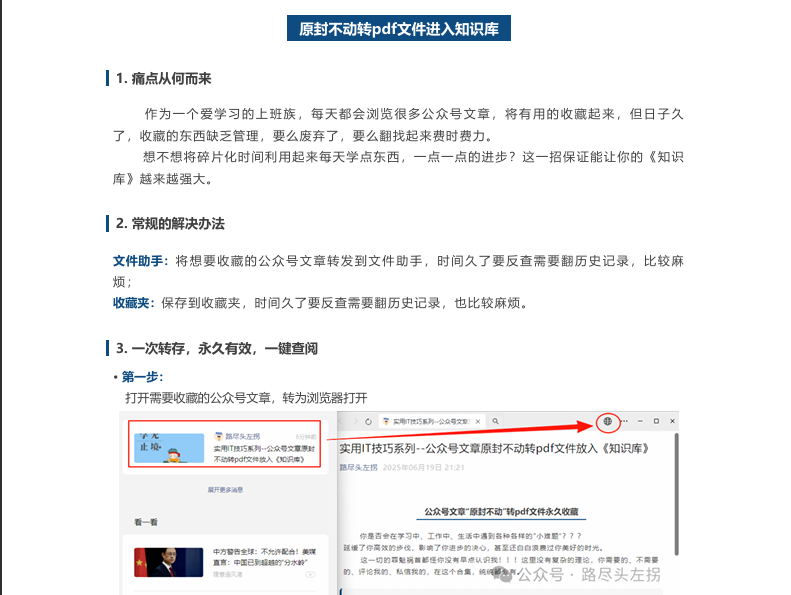 原封不动转pdf文件进入知识库
1. 痛点从何而来
作为一个爱学习的上班族，每天都会浏览很多公众号文章，将有用的收藏起来，但日子久
了，收藏的东西缺乏管理，要么废弃了，要么翻找起来费时费力。
想不想将碎片化时间利用起来每天学点东西，一点一点的进步？这一招保证能让你的《知识
库》越来越强大。
2. 常规的解决办法
文件助手：将想要收藏的公众号文章转发到文件助手，时间久了要反查需要翻历史记录，比较麻
烦；
收藏夹：保存到收藏夹，时间久了要反查需要翻历史记录，也比较麻烦。
3. 一次转存，永久有效，一键查阅
• 第一步：
打开需要收藏的公众号文章，转为浏览器打开
止境
路尽头左拐
实用IT技巧系列--公众号文章原封
不动转pdf文件放入《知识库》
展开更多消息
看一看
中方警告全球：不允许配合！美媒
直言：中国已到超越的"分水岭"
实用IT技巧系列--公众号文章
实用IT技巧系列--公众号文章原封不动转pdf文件放入《知识库》
路尽头左拐 2025年06月19日 21:21
公众号文章"原封不动"转pdf文件永久收藏
你是否会在学习中、工作中、生活中遇到各种各样的"小难题"？？？
延缓了你高效的步伐，影响了你进步的决心，甚至还白白浪费过你美好的时光。
这一切的罪魁祸首都怪你没有早点认识我！！！这里没有复杂的理论，你需要的、不需要
的、评论我的、私信我的，在这个合集，统统都有。
公众号 · 路尽头左拐